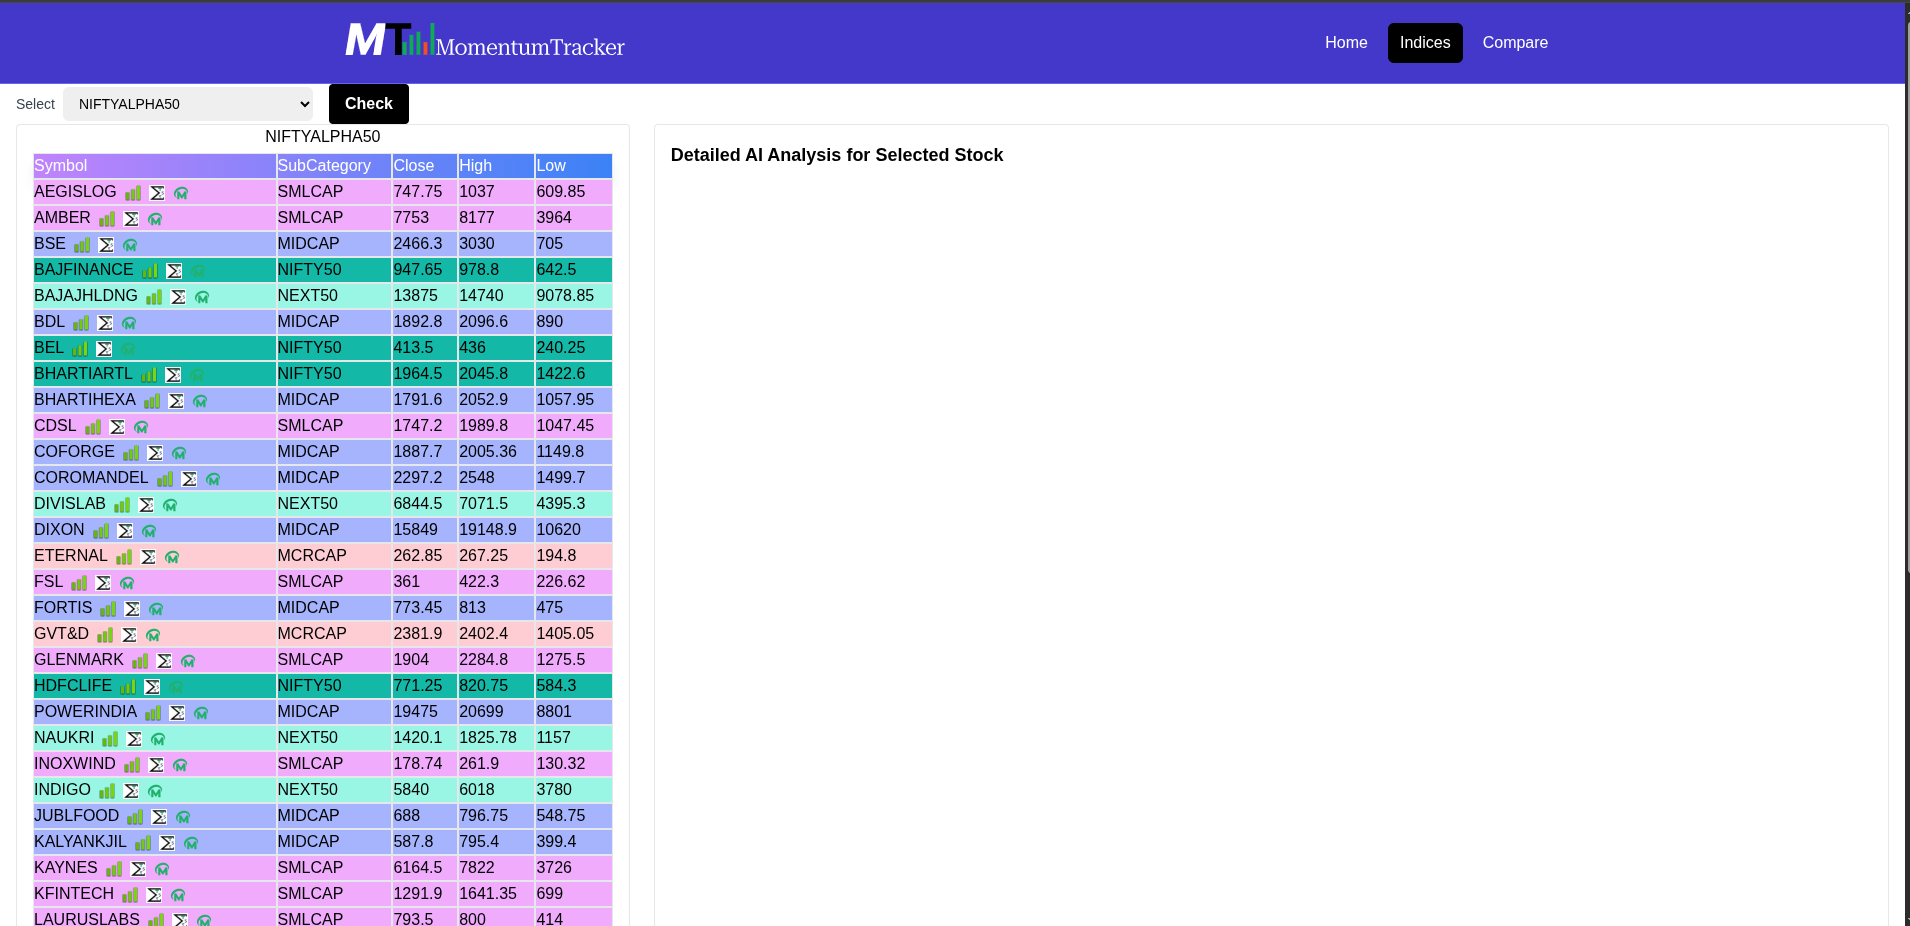 MT MomentumTracker Home Indices Compare
Select NIFTYALPHA50 Check
NIFTYALPHA50
Detailed AI Analysis for Selected Stock
Symbol SubCategory Close High Low
AEGISLOG SMLCAP 747.75 1037 609.85
AMBER SMLCAP 7753 8177 3964
BSE MIDCAP 2466.3 3030 705
BAJFINANCE NIFTY50 947.65 978.8 642.5
BAJAJHLDNG NEXT50 13875 14740 9078.85
BDL MIDCAP 1892.8 2096.6 890
BEL NIFTY50 413.5 436 240.25
BHARTIARTL NIFTY50 1964.5 2045.8 1422.6
BHARTIHEXA MIDCAP 1791.6 2052.9 1057.95
CDSL SMLCAP 1747.2 1989.8 1047.45
COFORGE MIDCAP 1887.7 2005.36 1149.8
COROMANDEL MIDCAP 2297.2 2548 1499.7
DIVISLAB NEXT50 6844.5 7071.5 4395.3
DIXON MIDCAP 15849 19148.9 10620
ETERNAL MCRCAP 262.85 267.25 194.8
FSL SMLCAP 361 422.3 226.62
FORTIS MIDCAP 773.45 813 475
GVT&D MCRCAP 2381.9 2402.4 1405.05
GLENMARK SMLCAP 1904 2284.8 1275.5
HDFCLIFE NIFTY50 771.25 820.75 584.3
POWERINDIA MIDCAP 19475 20699 8801
NAUKRI NEXT50 1420.1 1825.78 1157
INOXWIND SMLCAP 178.74 261.9 130.32
INDIGO NEXT50 5840 6018 3780
JUBLFOOD MIDCAP 688 796.75 548.75
KALYANKJIL MIDCAP 587.8 795.4 399.4
KAYNES SMLCAP 6164.5 7822 3726
KFINTECH SMLCAP 1291.9 1641.35 699
LAURUSLABS SMLCAP 793.5 800 414